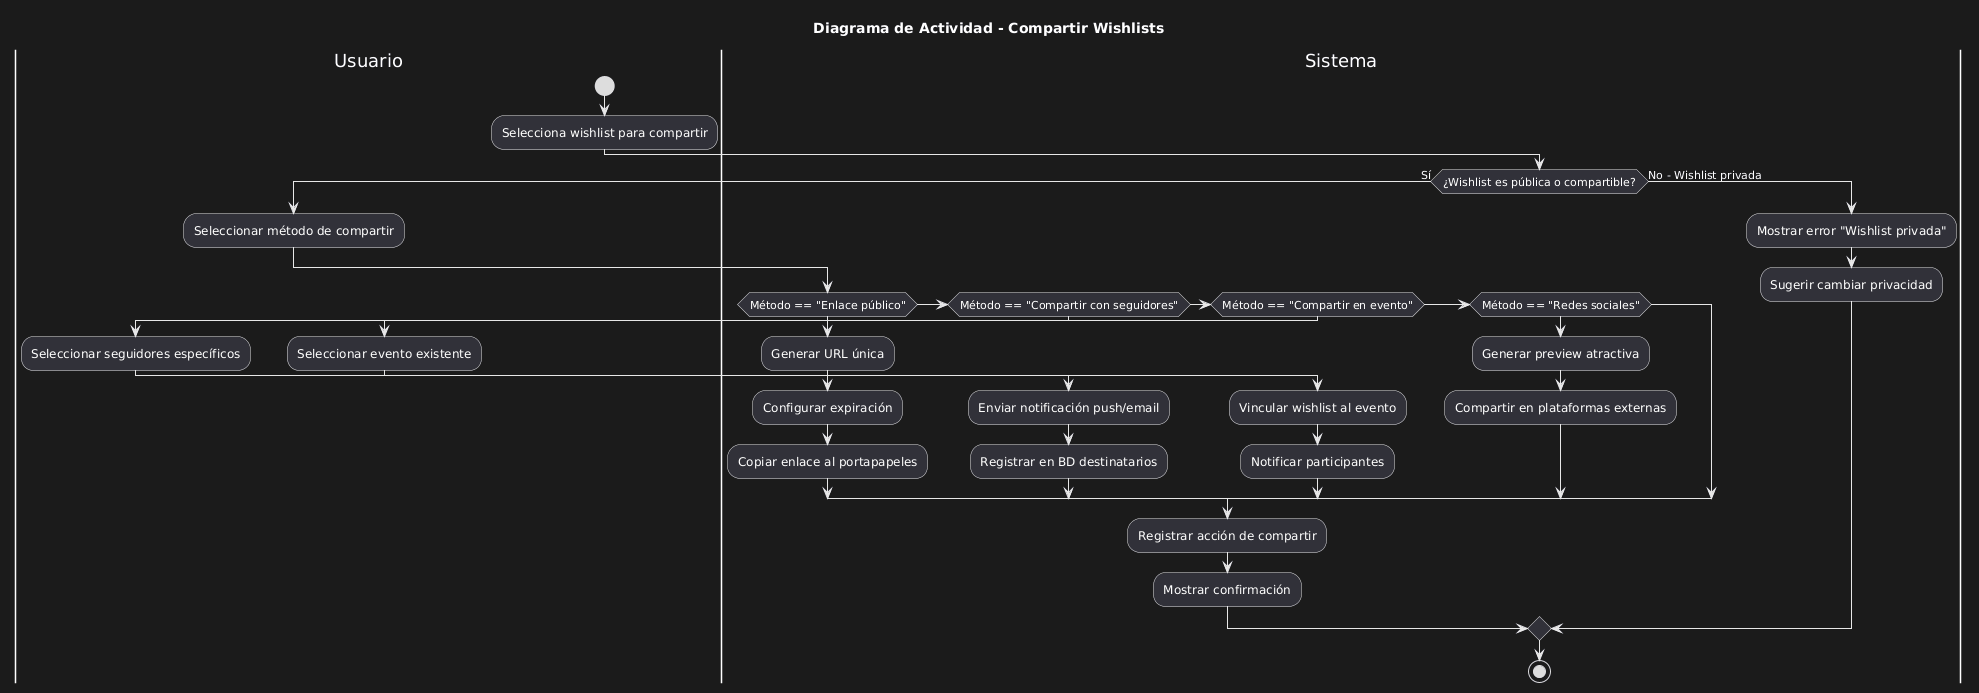 Diagrama de Actividad - Compartir Wishlists
Usuario
Sistema
Selecciona wishlist para compartir
Sí
¿Wishlist es pública o compartible?
No - Wishlist privada
Seleccionar método de compartir
Mostrar error "Wishlist privada"
Sugerir cambiar privacidad
Método == "Enlace público"
Método == "Compartir con seguidores"
Método == "Compartir en evento"
Método == "Redes sociales"
Seleccionar seguidores específicos
Seleccionar evento existente
Generar URL única
Generar preview atractiva
Configurar expiración
Enviar notificación push/email
Vincular wishlist al evento
Compartir en plataformas externas
Copiar enlace al portapapeles
Registrar en BD destinatarios
Notificar participantes
Registrar acción de compartir
Mostrar confirmación